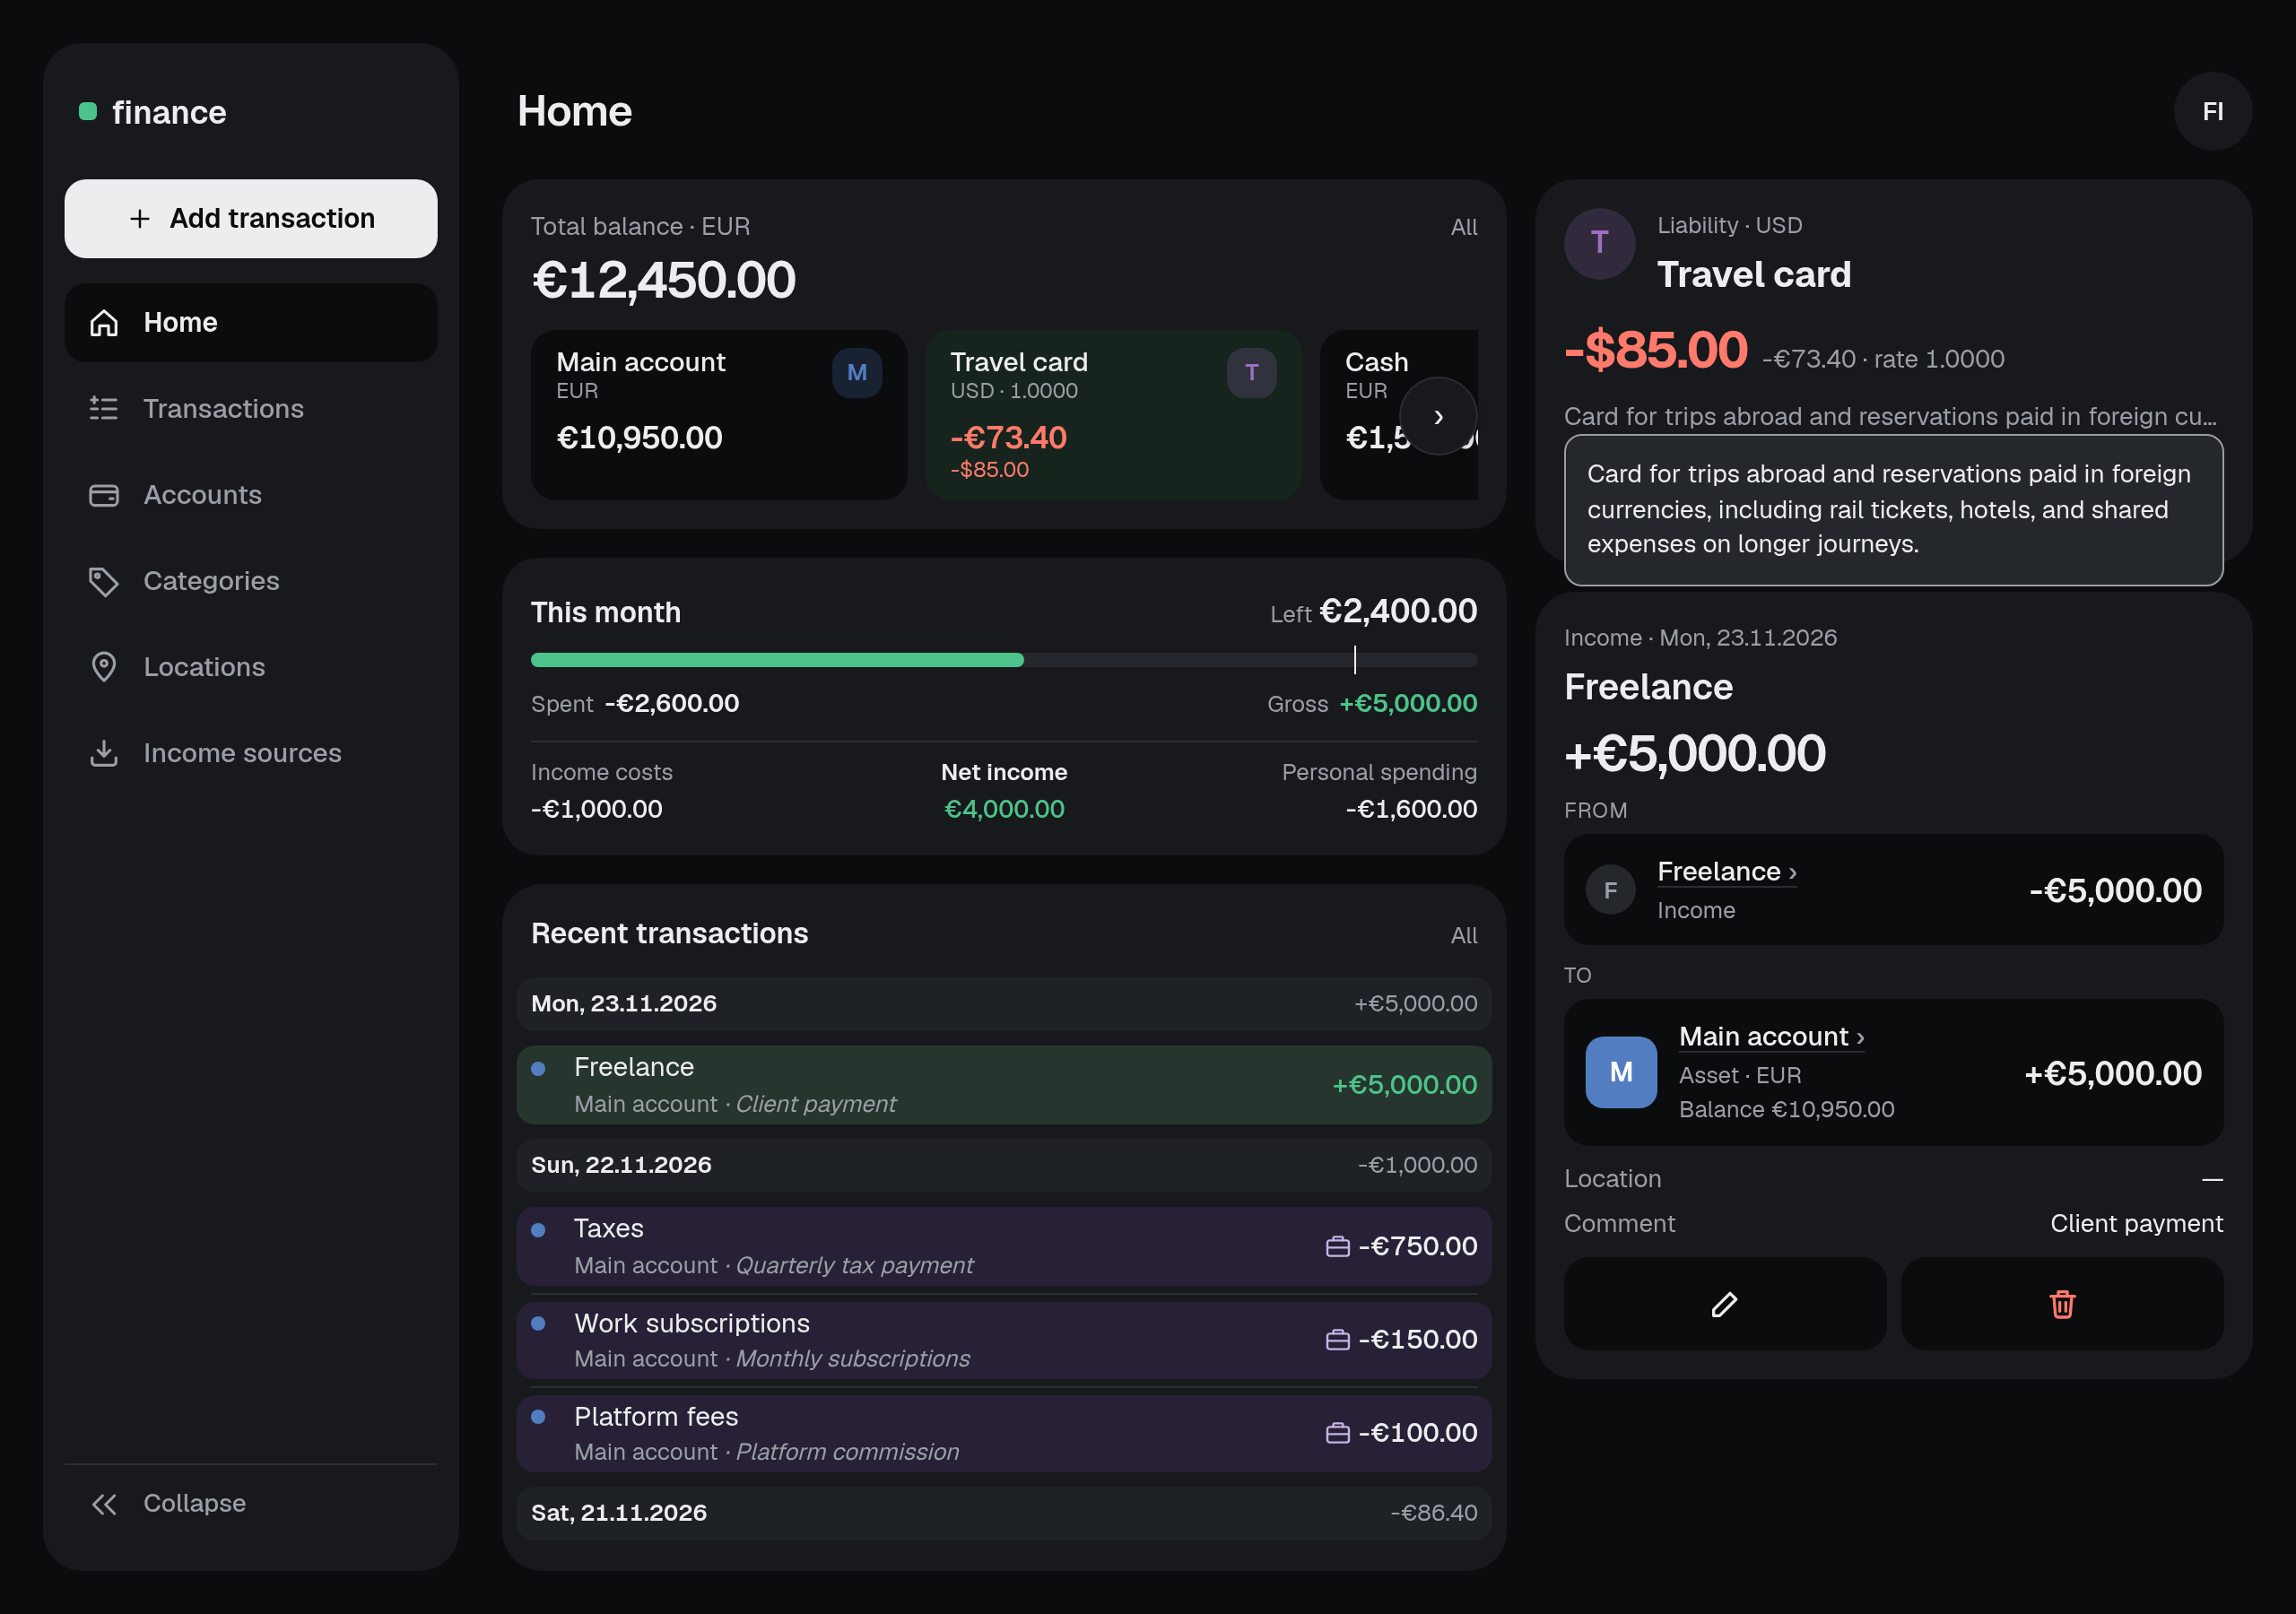 finance
Add transaction
Home
Transactions
Accounts
Categories
Locations
Income sources
Collapse
Home
FI
Total balance · EUR
All
€12,450.00
Main account
EUR
M
€10,950.00
Travel card
USD · 1.0000
T
-€73.40
-$85.00
Cash
EUR
€1,5
›
This month
Left €2,400.00
Spent -€2,600.00
Gross +€5,000.00
Income costs
-€1,000.00
Net income
€4,000.00
Personal spending
-€1,600.00
Recent transactions
All
Mon, 23.11.2026
+€5,000.00
Freelance
Main account · Client payment
+€5,000.00
Sun, 22.11.2026
-€1,000.00
Taxes
Main account · Quarterly tax payment
-€750.00
Work subscriptions
Main account · Monthly subscriptions
-€150.00
Platform fees
Main account · Platform commission
-€100.00
Sat, 21.11.2026
-€86.40
T
Liability · USD
Travel card
-$85.00 -€73.40 · rate 1.0000
Card for trips abroad and reservations paid in foreign cu…
Card for trips abroad and reservations paid in foreign
currencies, including rail tickets, hotels, and shared
expenses on longer journeys.
Income · Mon, 23.11.2026
Freelance
+€5,000.00
FROM
F
Freelance ›
Income
-€5,000.00
TO
M
Main account ›
Asset · EUR
Balance €10,950.00
+€5,000.00
Location —
Comment Client payment